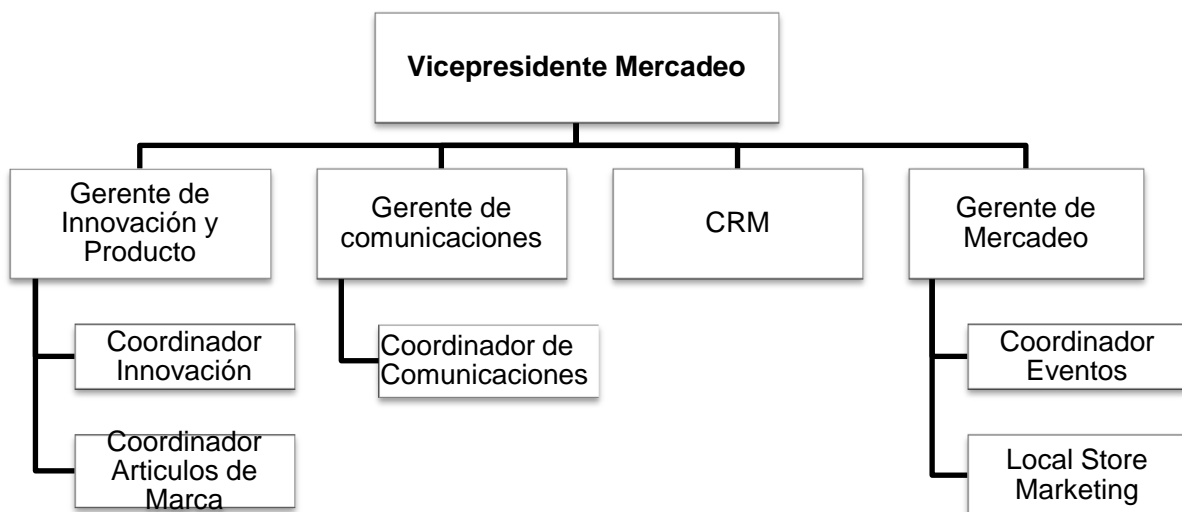 Vicepresidente Mercadeo
Gerente de
Innovación y
Producto
Gerente de
comunicaciones
CRM
Gerente de
Mercadeo
Coordinador
Innovación
Coordinador de
Comunicaciones
Coordinador
Eventos
Coordinador
Articulos de
Marca
Local Store
Marketing